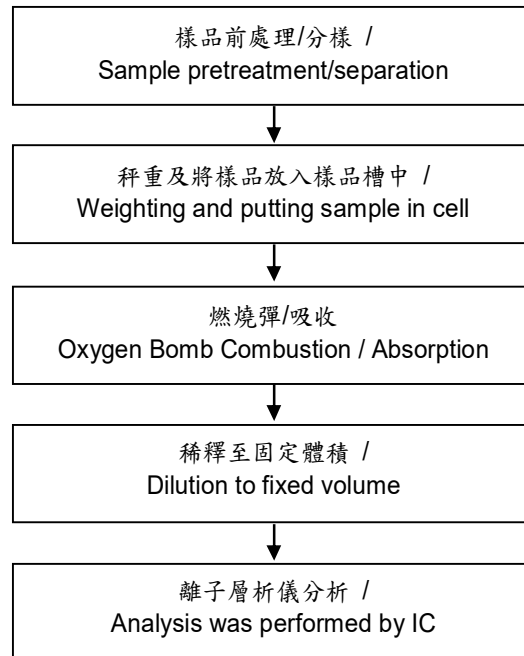 樣品前處理/分樣 /
Sample pretreatment/separation
秤重及將樣品放入樣品槽中 /
Weighting and putting sample in cell
燃燒彈/吸收
Oxygen Bomb Combustion / Absorption
稀釋至固定體積 /
Dilution to fixed volume
離子層析儀分析 /
Analysis was performed by IC